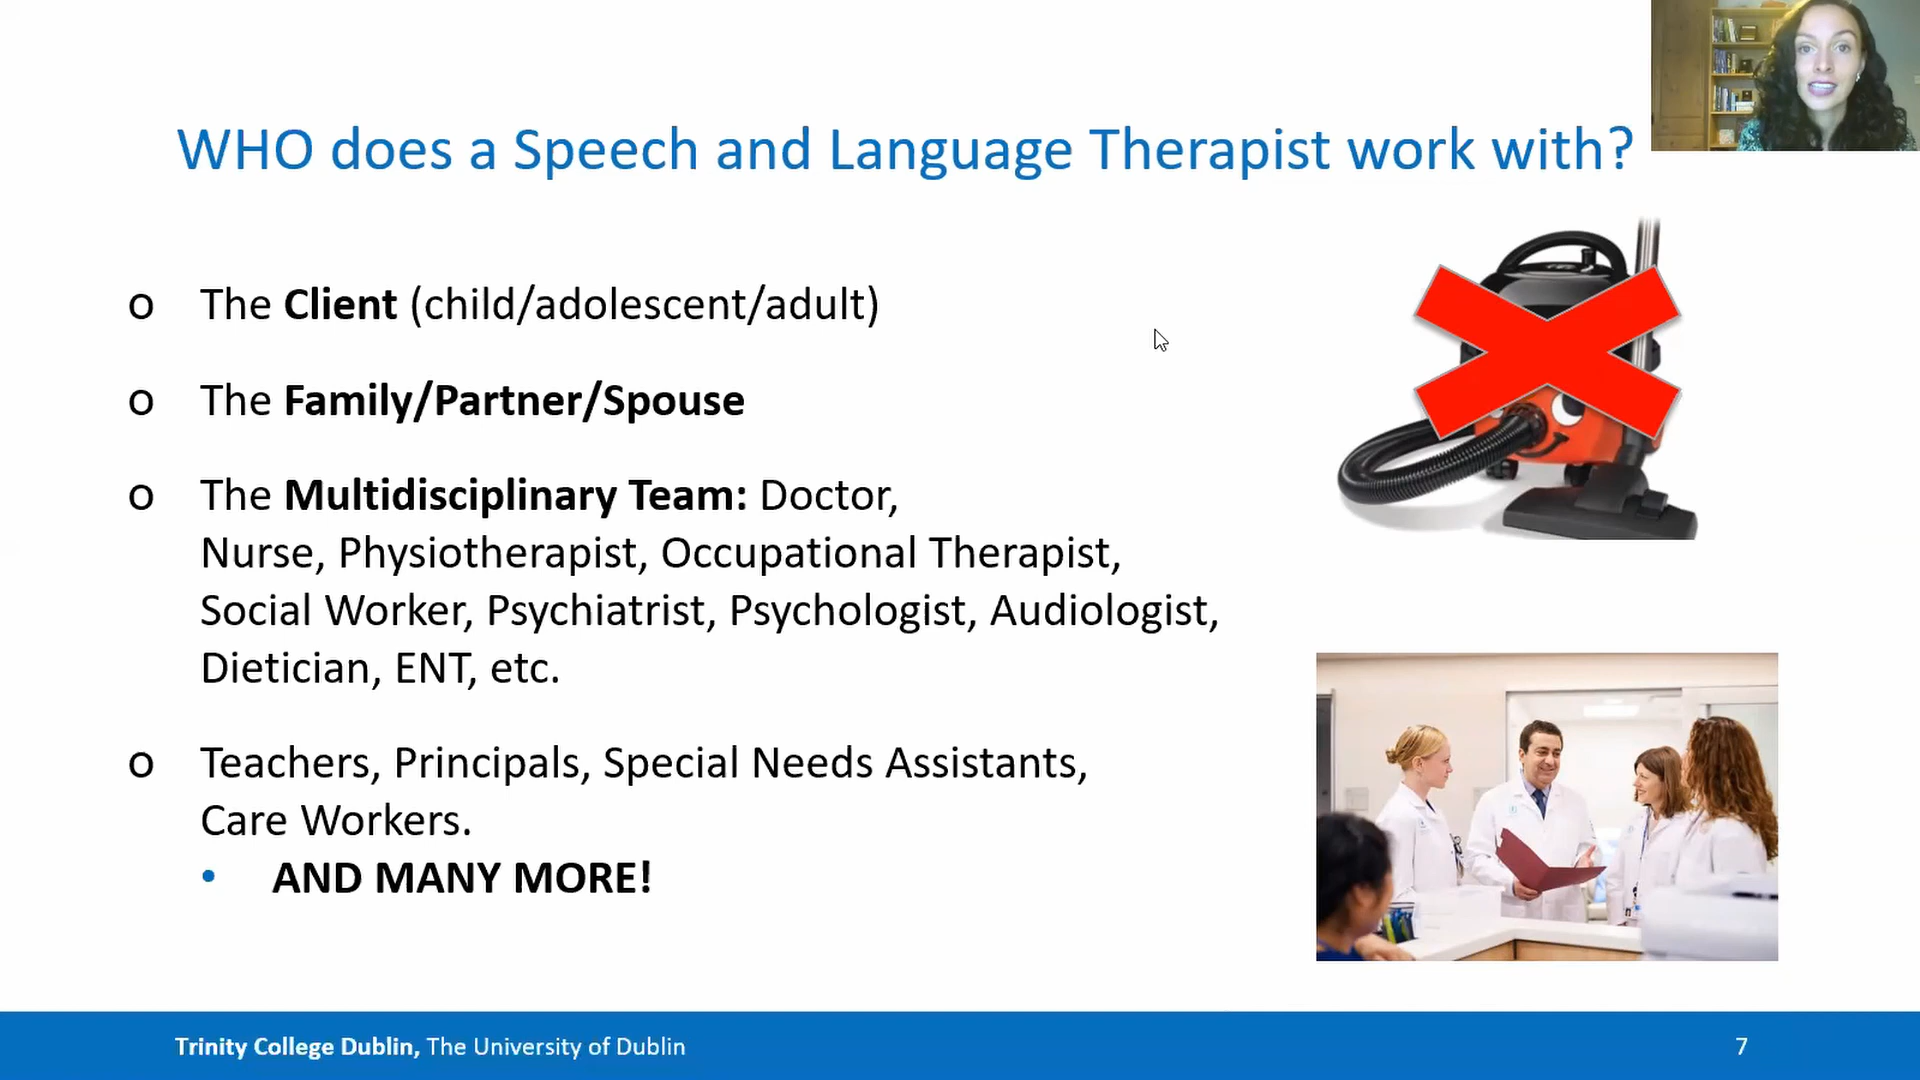 WHO does a Speech and Language Therapist work with?
o The Client (child/adolescent/adult)
o The Family/Partner/Spouse
o The Multidisciplinary Team: Doctor,
Nurse, Physiotherapist, Occupational Therapist,
Social Worker, Psychiatrist, Psychologist, Audiologist,
Dietician, ENT, etc.
o Teachers, Principals, Special Needs Assistants,
Care Workers.
• AND MANY MORE!
Trinity College Dublin, The University of Dublin
7